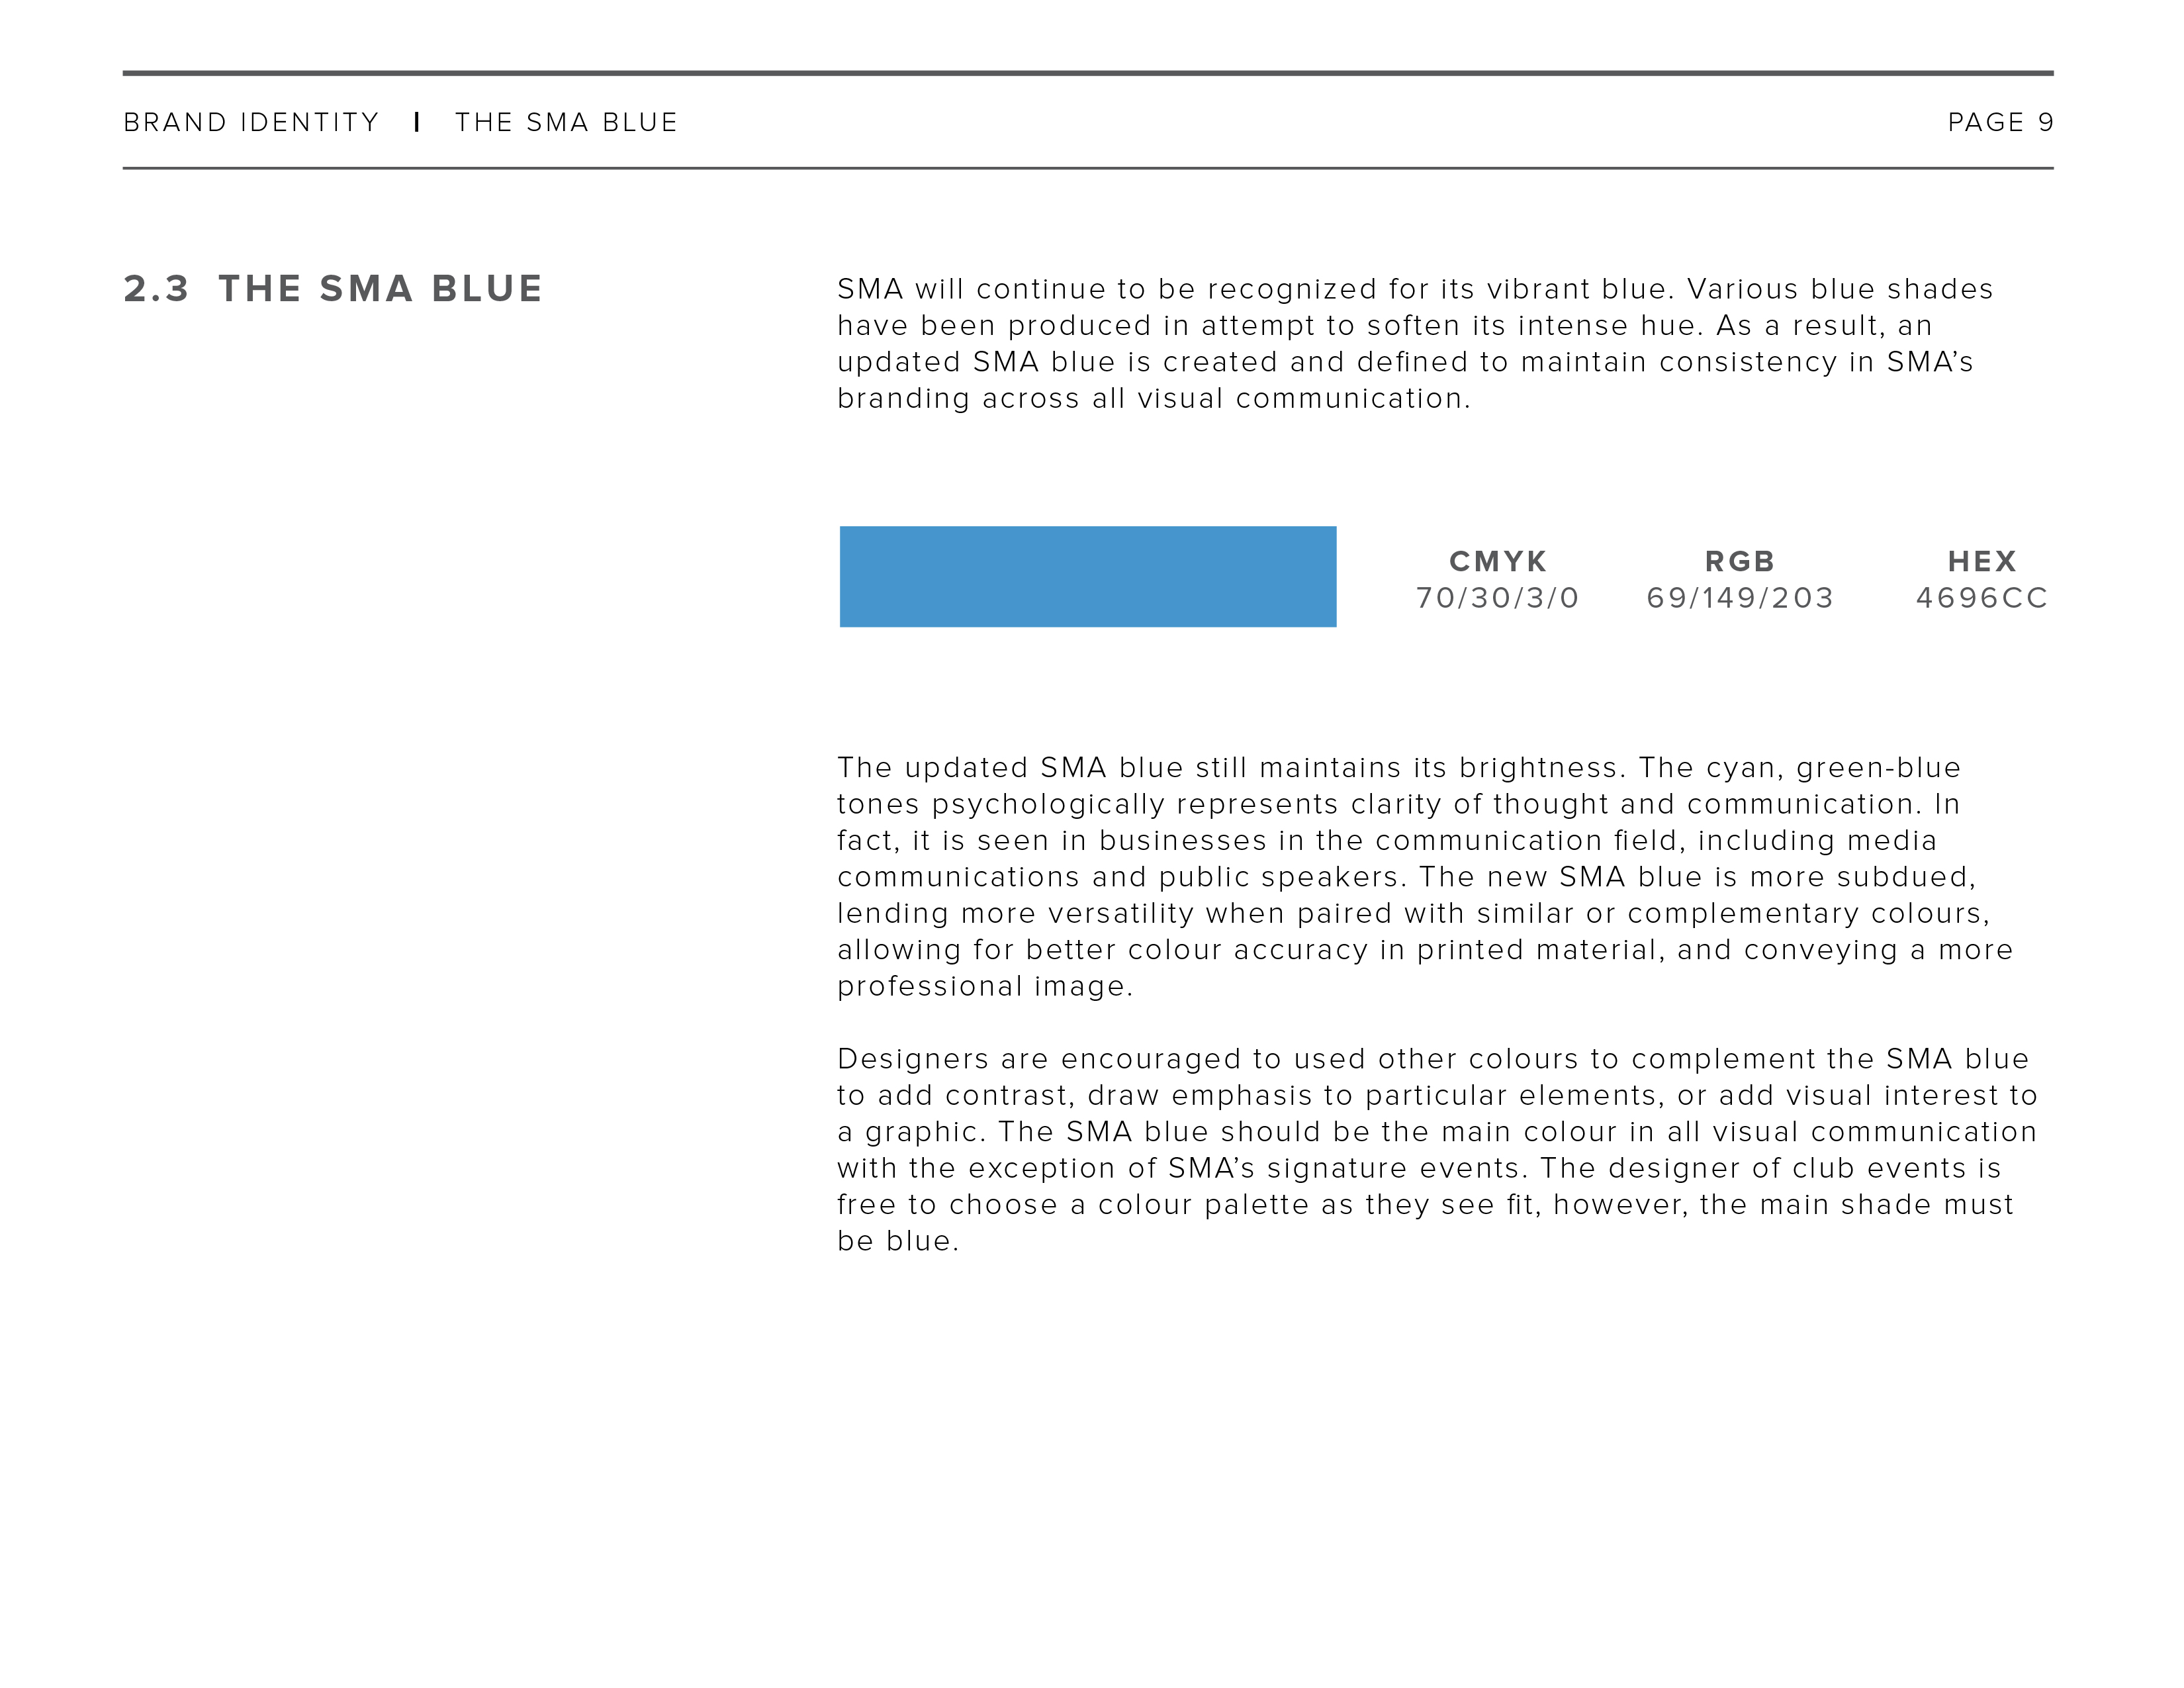 BRAND IDENTITY | THE SMA BLUE PAGE 9
2.3 THE SMA BLUE
SMA will continue to be recognized for its vibrant blue. Various blue shades
have been produced in attempt to soften its intense hue. As a result, an
updated SMA blue is created and defined to maintain consistency in SMA’s
branding across all visual communication.
CMYK RGB HEX
70/30/3/0 69/149/203 4696CC
The updated SMA blue still maintains its brightness. The cyan, green-blue
tones psychologically represents clarity of thought and communication. In
fact, it is seen in businesses in the communication field, including media
communications and public speakers. The new SMA blue is more subdued,
lending more versatility when paired with similar or complementary colours,
allowing for better colour accuracy in printed material, and conveying a more
professional image.
Designers are encouraged to used other colours to complement the SMA blue
to add contrast, draw emphasis to particular elements, or add visual interest to
a graphic. The SMA blue should be the main colour in all visual communication
with the exception of SMA’s signature events. The designer of club events is
free to choose a colour palette as they see fit, however, the main shade must
be blue.